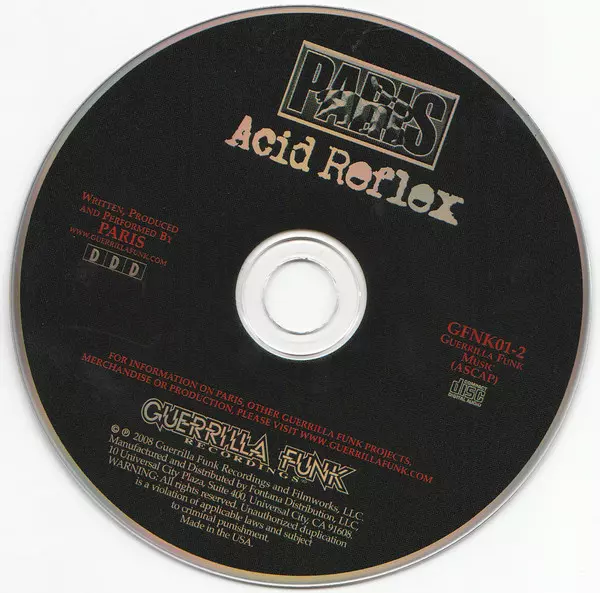 PARIS
Acid Reflex
WRITTEN, PRODUCED
AND PERFORMED BY
PARIS
WWW.GUERRILLAFUNK.COM
D D D
GFNK01-2
GUERRILLA FUNK
MUSIC
(ASCAP)
COMPACT
disc
DIGITAL AUDIO
FOR INFORMATION ON PARIS, OTHER GUERRILLA FUNK PROJECTS,
MERCHANDISE OR PRODUCTION, PLEASE VISIT WWW.GUERRILLAFUNK.COM
GUERRILLA FUNK
RECORDINGS
© ℗ 2008 Guerrilla Funk Recordings and Filmworks, LLC
Manufactured and Distributed by Fontana Distribution, LLC
10 Universal City Plaza, Suite 400, Universal City, CA 91608.
WARNING: All rights reserved. Unauthorized duplication
is a violation of applicable laws and subject
to criminal punishment.
Made in the USA.